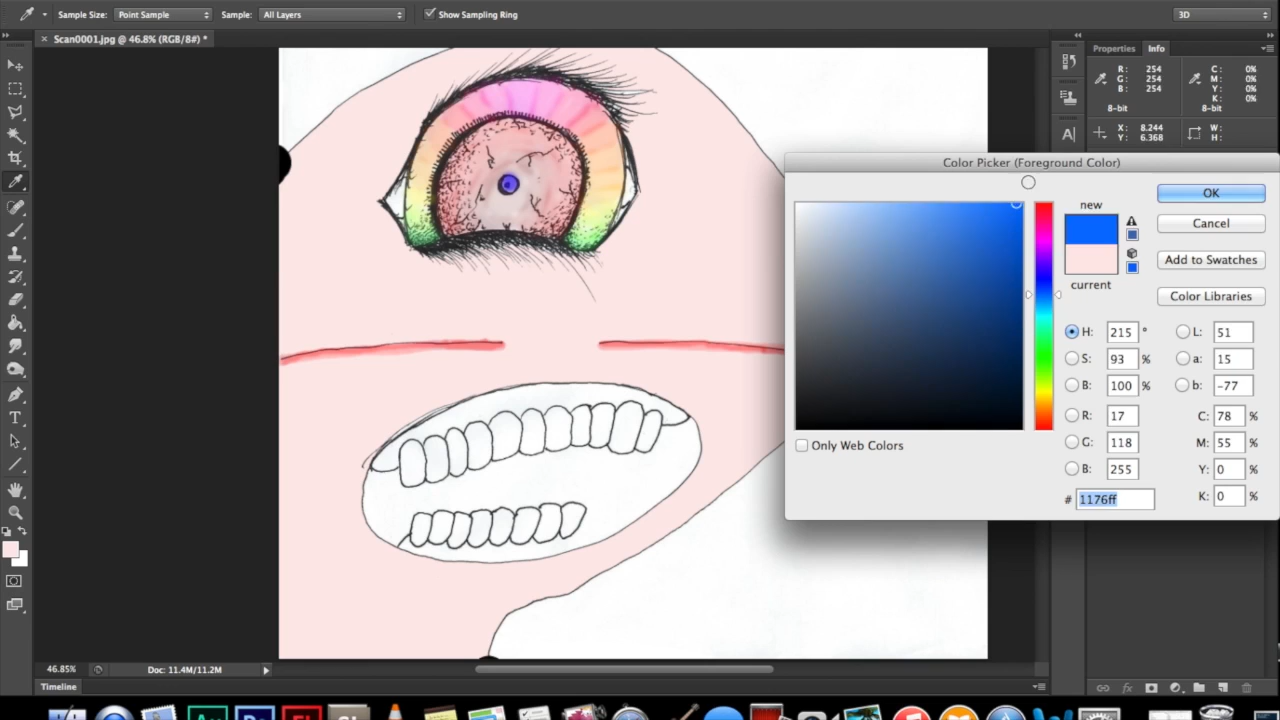 Sample Size: Point Sample Sample: All Layers Show Sampling Ring 3D
Scan0001.jpg @ 46.8% (RGB/8#) *
Properties Info
R: 254 C: 0%
G: 254 M: 0%
B: 254 Y: 0%
K: 0%
8-bit 8-bit
X: 8.244 W:
Y: 6.368 H:
A
Color Picker (Foreground Color)
new
current
OK
Cancel
Add to Swatches
Color Libraries
H: 215 ° L: 51
S: 93 % a: 15
B: 100 % b: -77
R: 17 C: 78 %
G: 118 M: 55 %
B: 255 Y: 0 %
# 1176ff K: 0 %
Only Web Colors
T
46.85% Doc: 11.4M/11.2M
Timeline
fx